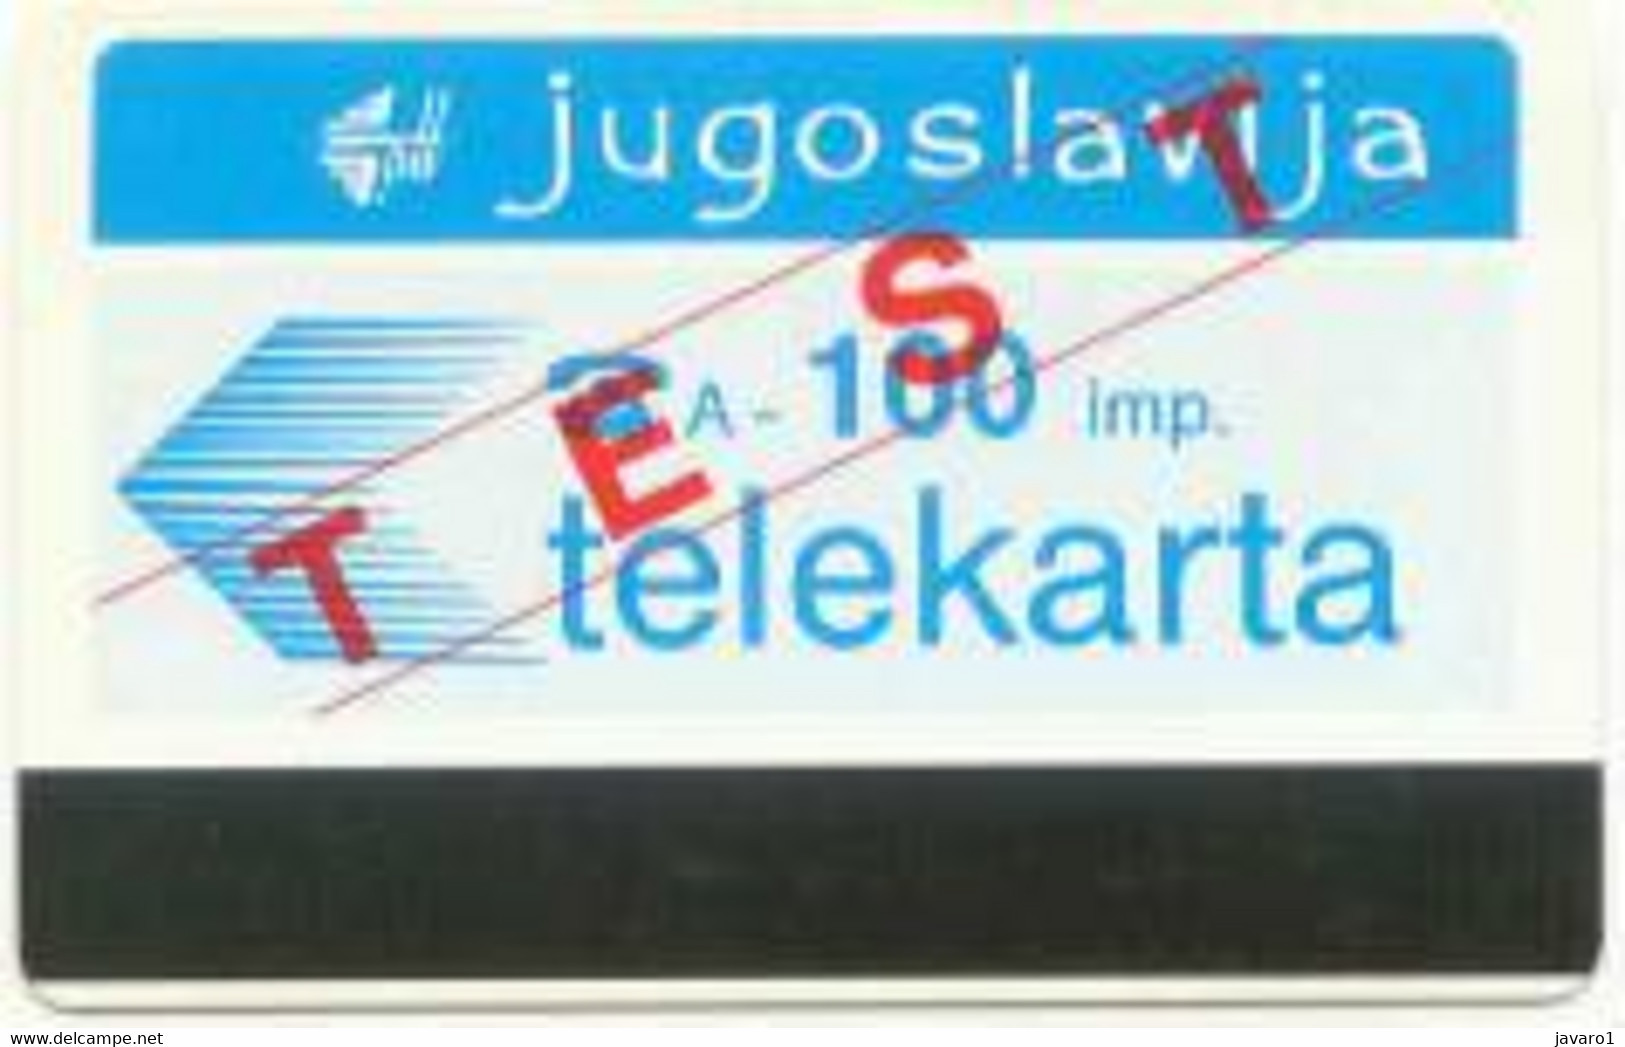 jugoslavija
A - 100 imp.
telekarta
TEST
www.delcampe.net
javaro1